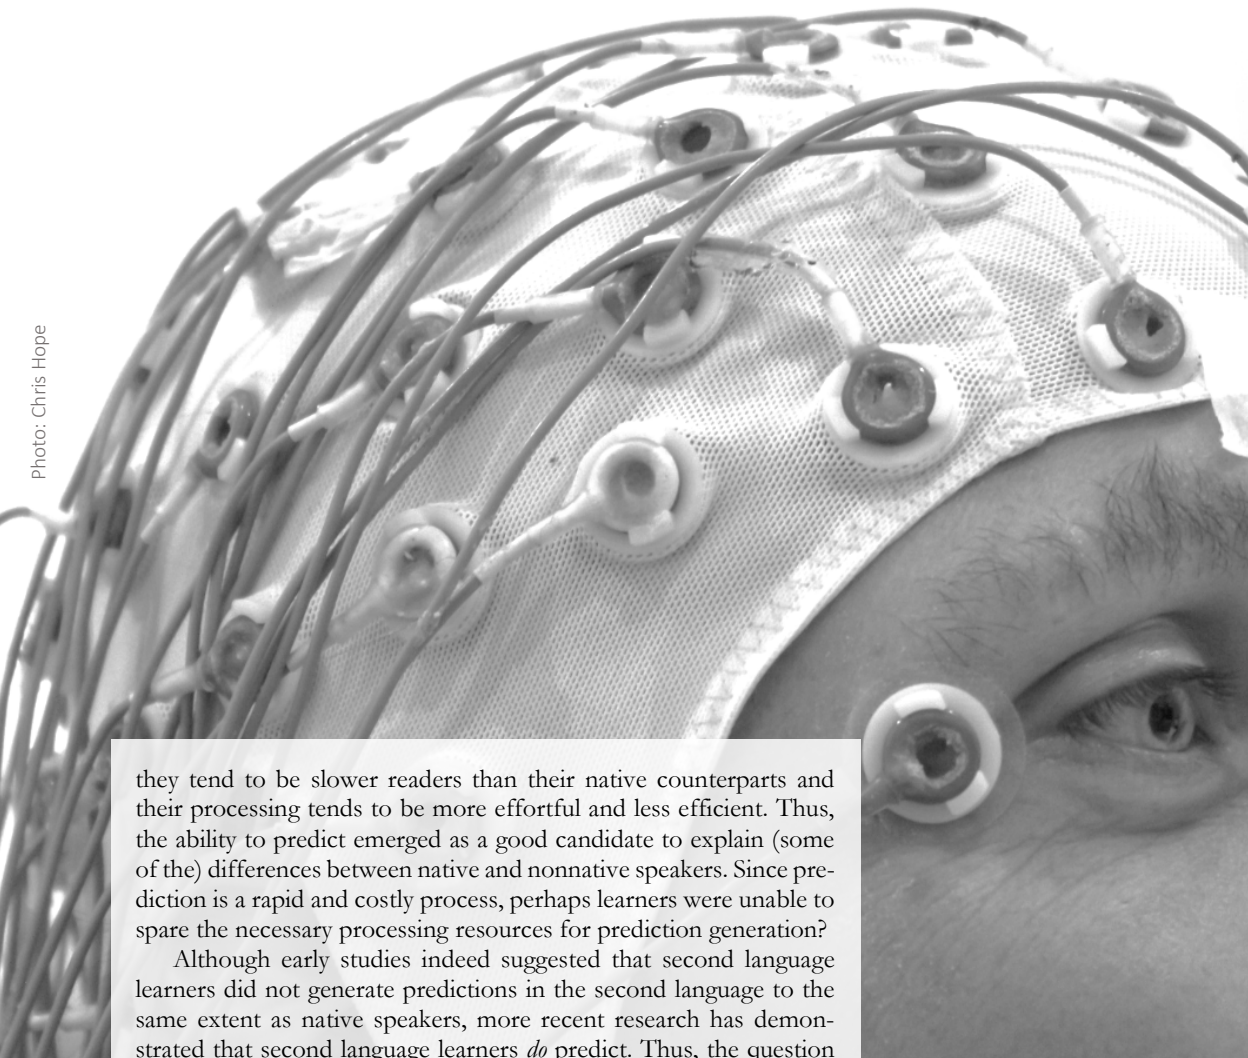 Photo: Chris Hope
they tend to be slower readers than their native counterparts and
their processing tends to be more effortful and less efficient. Thus,
the ability to predict emerged as a good candidate to explain (some
of the) differences between native and nonnative speakers. Since pre-
diction is a rapid and costly process, perhaps learners were unable to
spare the necessary processing resources for prediction generation?
Although early studies indeed suggested that second language
learners did not generate predictions in the second language to the
same extent as native speakers, more recent research has demon-
strated that second language learners do predict. Thus, the question